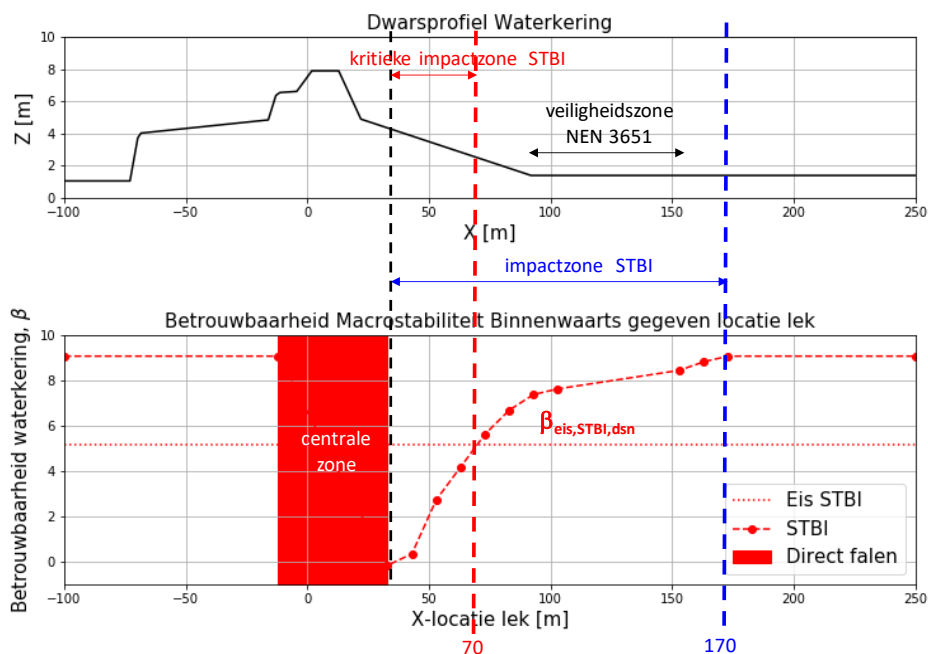 Dwarsprofiel Waterkering
10
8
6
4
2
0
Z [m]
kritieke impactzone STBI
veiligheidszone
NEN 3651
-100
-50
0
50
100
150
200
250
X [m]
impactzone STBI
Betrouwbaarheid Macrostabiliteit Binnenwaarts gegeven locatie lek
10
8
6
4
2
0
Betrouwbaarheid waterkering, β
centrale
zone
βeis,STBI,dsn
Eis STBI
STBI
Direct falen
-100
-50
0
50
100
150
200
250
X-locatie lek [m]
70
170